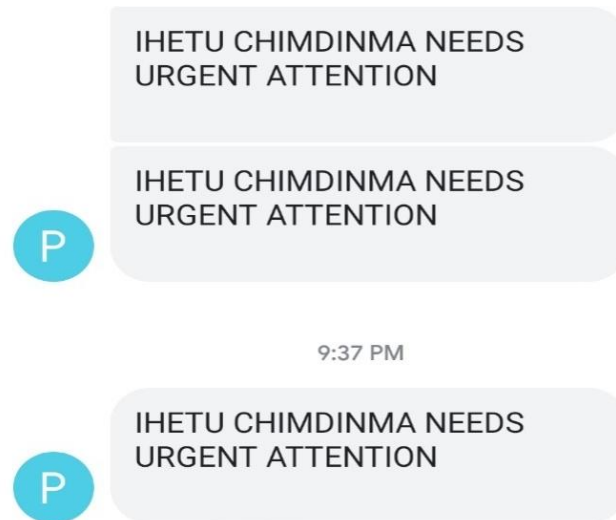 IHETU CHIMDINMA NEEDS
URGENT ATTENTION
IHETU CHIMDINMA NEEDS
URGENT ATTENTION
P
9:37 PM
IHETU CHIMDINMA NEEDS
URGENT ATTENTION
P